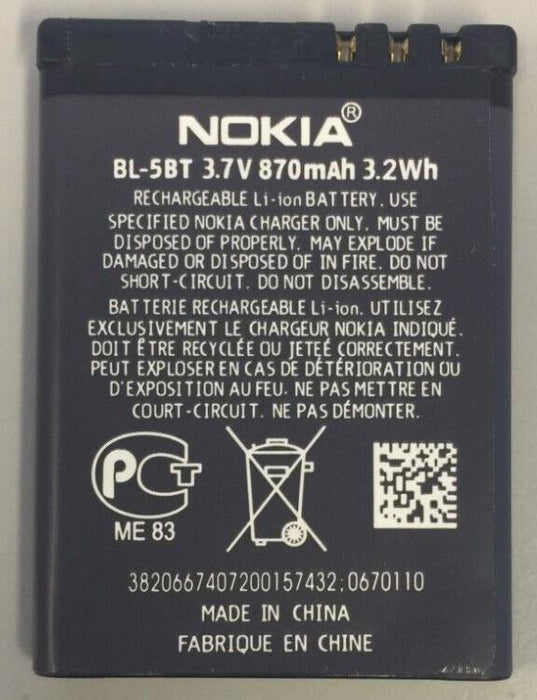 NOKIA®
BL-5BT 3.7V 870mAh 3.2Wh
RECHARGEABLE Li-ion BATTERY. USE
SPECIFIED NOKIA CHARGER ONLY. MUST BE
DISPOSED OF PROPERLY. MAY EXPLODE IF
DAMAGED OR DISPOSED OF IN FIRE. DO NOT
SHORT-CIRCUIT. DO NOT DISASSEMBLE.
BATTERIE RECHARGEABLE Li-ion. UTILISEZ
EXCLUSIVEMENT LE CHARGEUR NOKIA INDIQUÉ.
DOIT ÊTRE RECYCLÉE OU JETEÉ CORRECTEMENT.
PEUT EXPLOSER EN CAS DE DÉTÉRIORATION OU
D'EXPOSITION AU FEU. NE PAS METTRE EN
COURT-CIRCUIT. NE PAS DÉMONTER.
PCT
ME 83
3820667407200157432;0670110
MADE IN CHINA
FABRIQUE EN CHINE